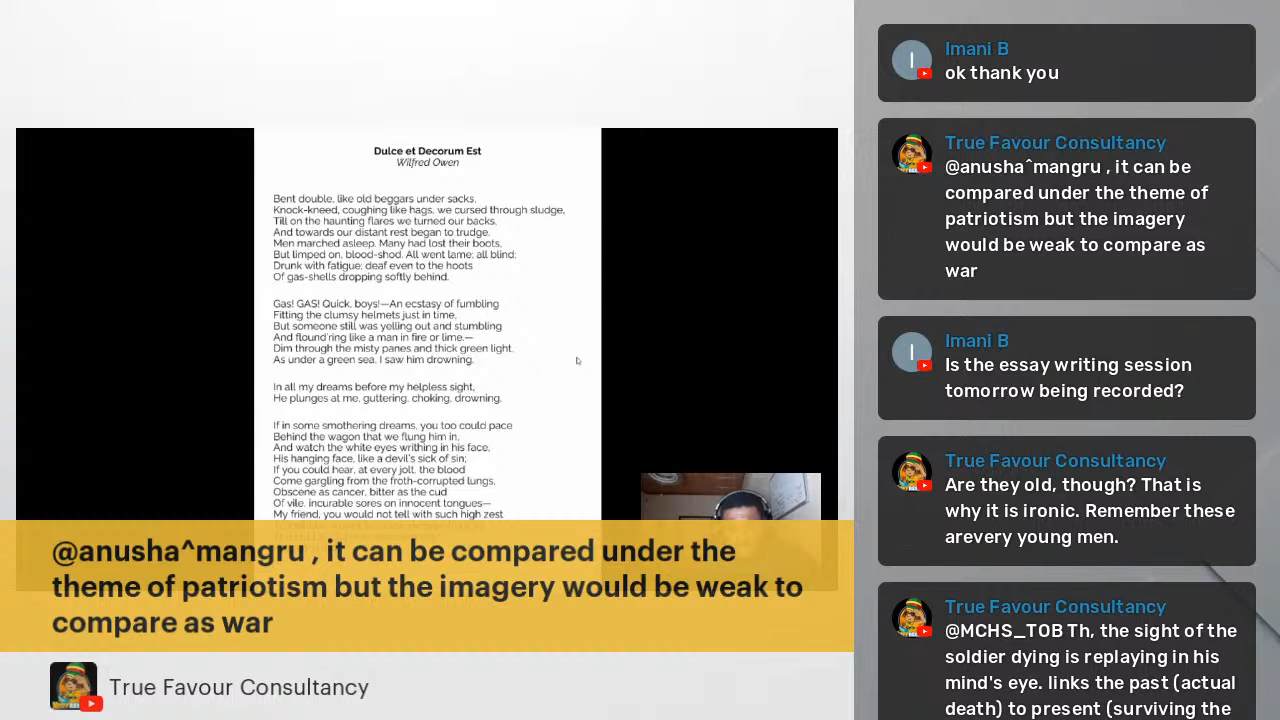 Dulce et Decorum Est
Wilfred Owen
Bent double, like old beggars under sacks,
Knock-kneed, coughing like hags, we cursed through sludge,
Till on the haunting flares we turned our backs,
And towards our distant rest began to trudge.
Men marched asleep. Many had lost their boots,
But limped on, blood-shod. All went lame; all blind;
Drunk with fatigue; deaf even to the hoots
Of gas-shells dropping softly behind.
Gas! GAS! Quick, boys!—An ecstasy of fumbling
Fitting the clumsy helmets just in time,
But someone still was yelling out and stumbling
And flound'ring like a man in fire or lime.—
Dim through the misty panes and thick green light,
As under a green sea, I saw him drowning.
In all my dreams before my helpless sight,
He plunges at me, guttering, choking, drowning.
If in some smothering dreams, you too could pace
Behind the wagon that we flung him in,
And watch the white eyes writhing in his face,
His hanging face, like a devil's sick of sin;
If you could hear, at every jolt, the blood
Come gargling from the froth-corrupted lungs,
Obscene as cancer, bitter as the cud
Of vile, incurable sores on innocent tongues—
My friend, you would not tell with such high zest
@anusha^mangru , it can be compared under the
theme of patriotism but the imagery would be weak to
compare as war
True Favour Consultancy
I
Imani B
ok thank you
True Favour Consultancy
@anusha^mangru , it can be
compared under the theme of
patriotism but the imagery
would be weak to compare as
war
I
Imani B
Is the essay writing session
tomorrow being recorded?
True Favour Consultancy
Are they old, though? That is
why it is ironic. Remember these
arevery young men.
True Favour Consultancy
@MCHS_TOB Th, the sight of the
soldier dying is replaying in his
mind's eye. links the past (actual
death) to present (surviving the